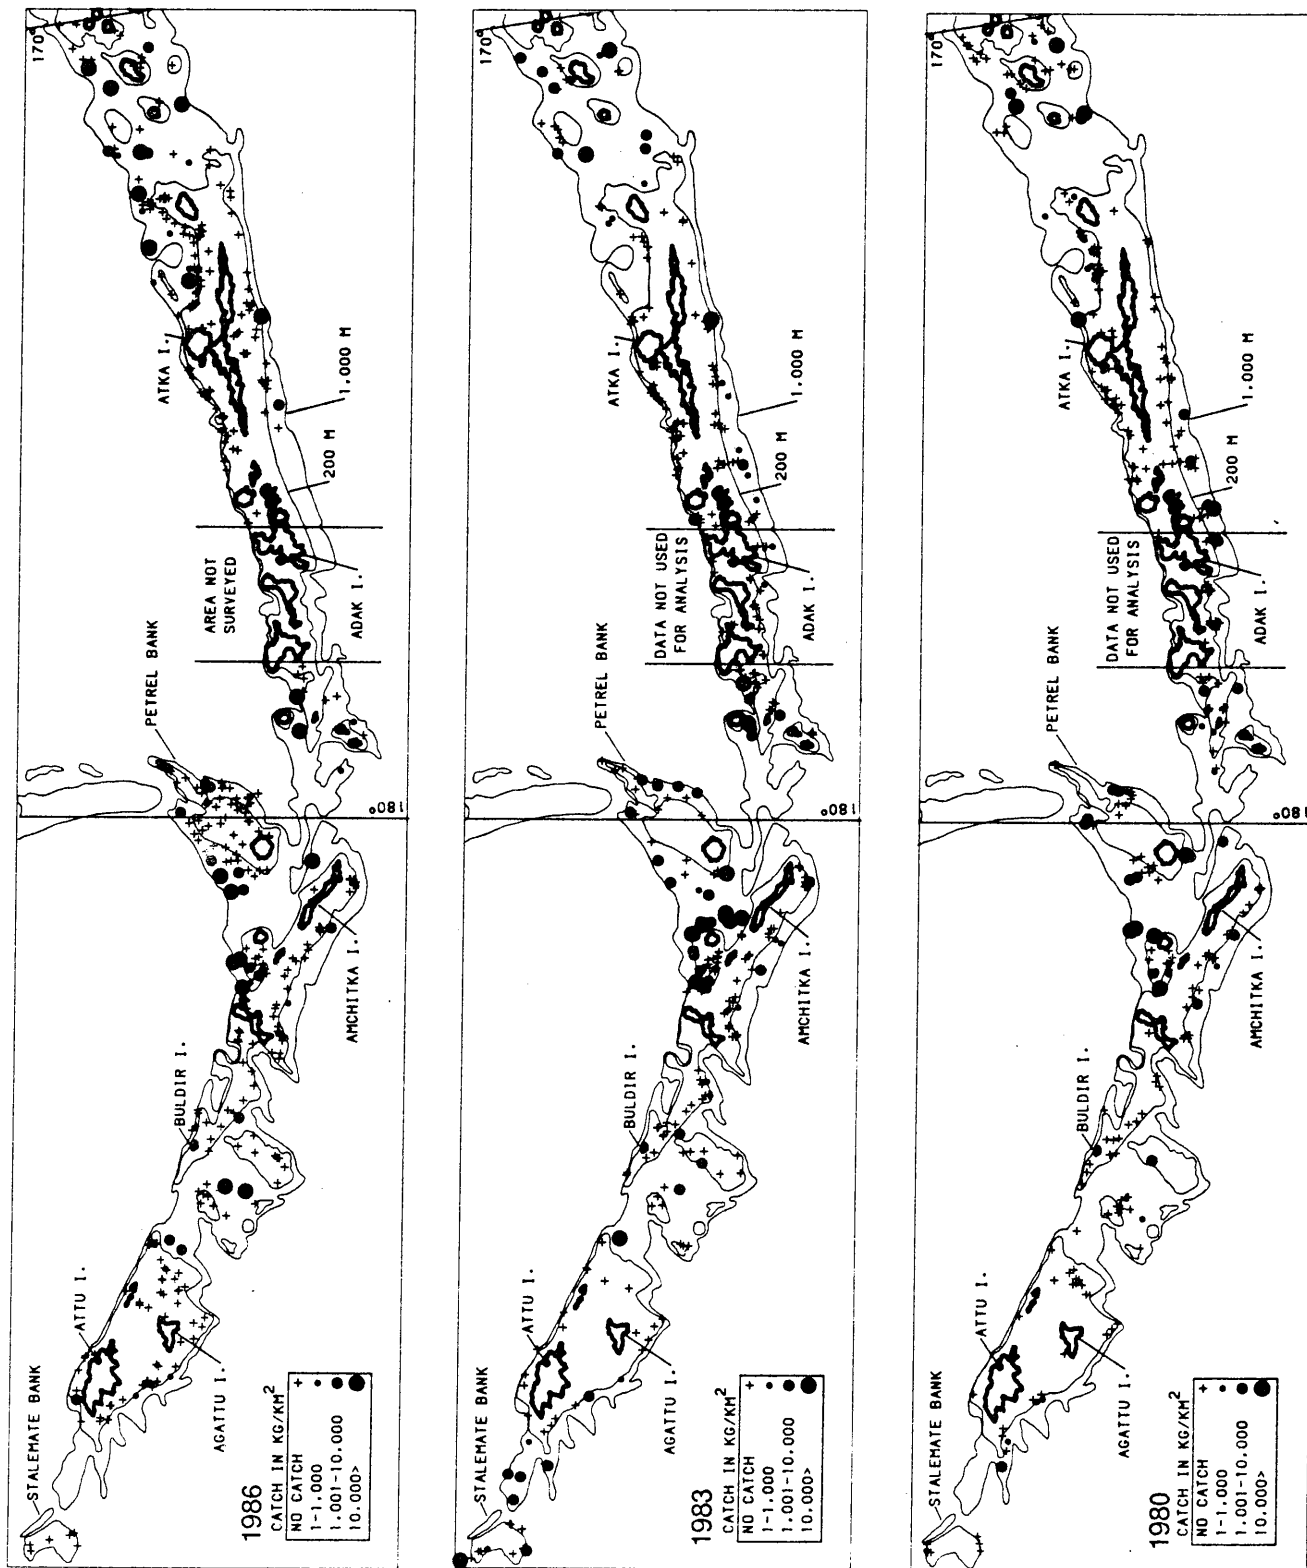 1986
CATCH IN KG/KM²
NO CATCH +
1-1.000
1.001-10.000
10.000>
STALEMATE BANK
ATTU I.
AGATTU I.
BULDIR I.
AMCHITKA I.
PETREL BANK
180°
AREA NOT
SURVEYED
ADAK I.
ATKA I.
200 M
1.000 M
170°
1983
CATCH IN KG/KM²
NO CATCH +
1-1.000
1.001-10.000
10.000>
STALEMATE BANK
ATTU I.
AGATTU I.
BULDIR I.
AMCHITKA I.
PETREL BANK
180°
DATA NOT USED
FOR ANALYSIS
ADAK I.
ATKA I.
200 M
1.000 M
170°
1980
CATCH IN KG/KM²
NO CATCH +
1-1.000
1.001-10.000
10.000>
STALEMATE BANK
ATTU I.
AGATTU I.
BULDIR I.
AMCHITKA I.
PETREL BANK
180°
DATA NOT USED
FOR ANALYSIS
ADAK I.
ATKA I.
200 M
1.000 M
170°